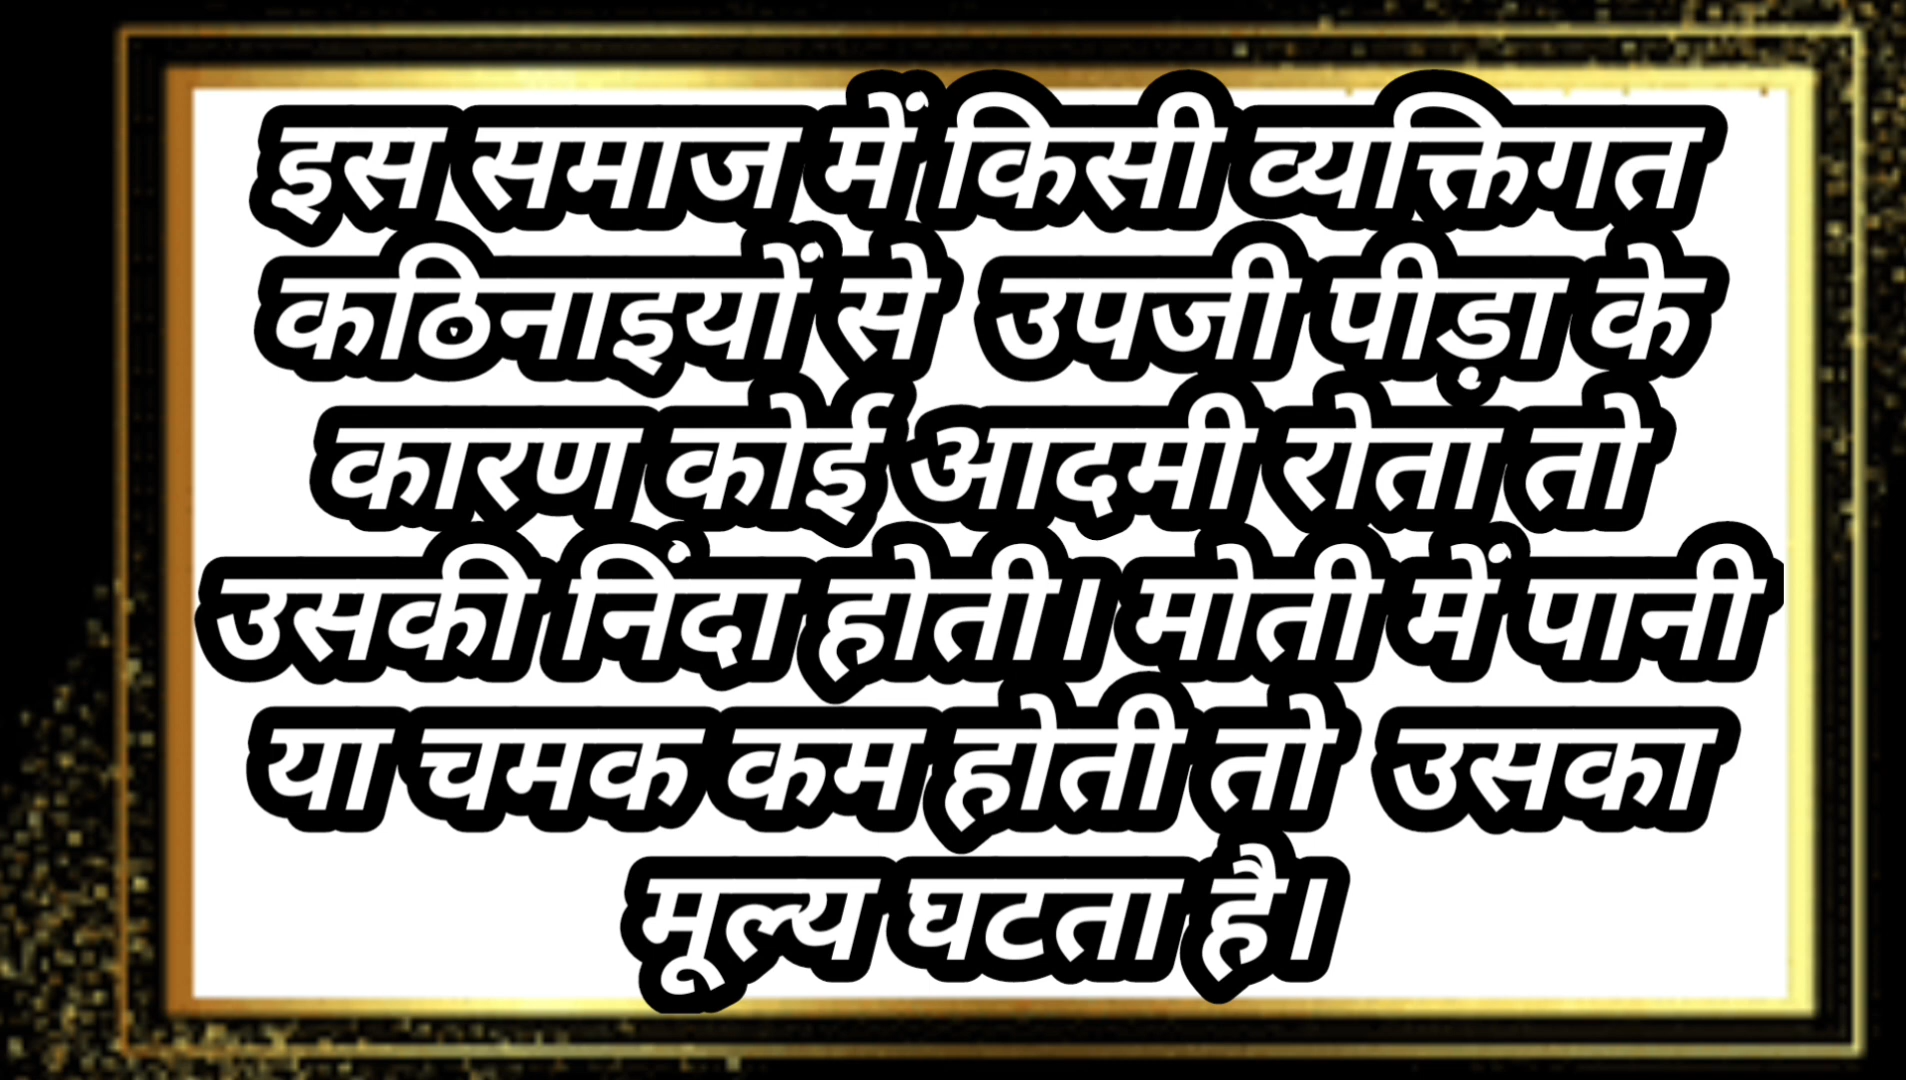 इस समाज में किसी व्यक्तिगत
कठिनाइयों से उपजी पीड़ा के
कारण कोई आदमी रोता तो
उसकी निंदा होती। मोती में पानी
या चमक कम होती तो उसका
मूल्य घटता है।